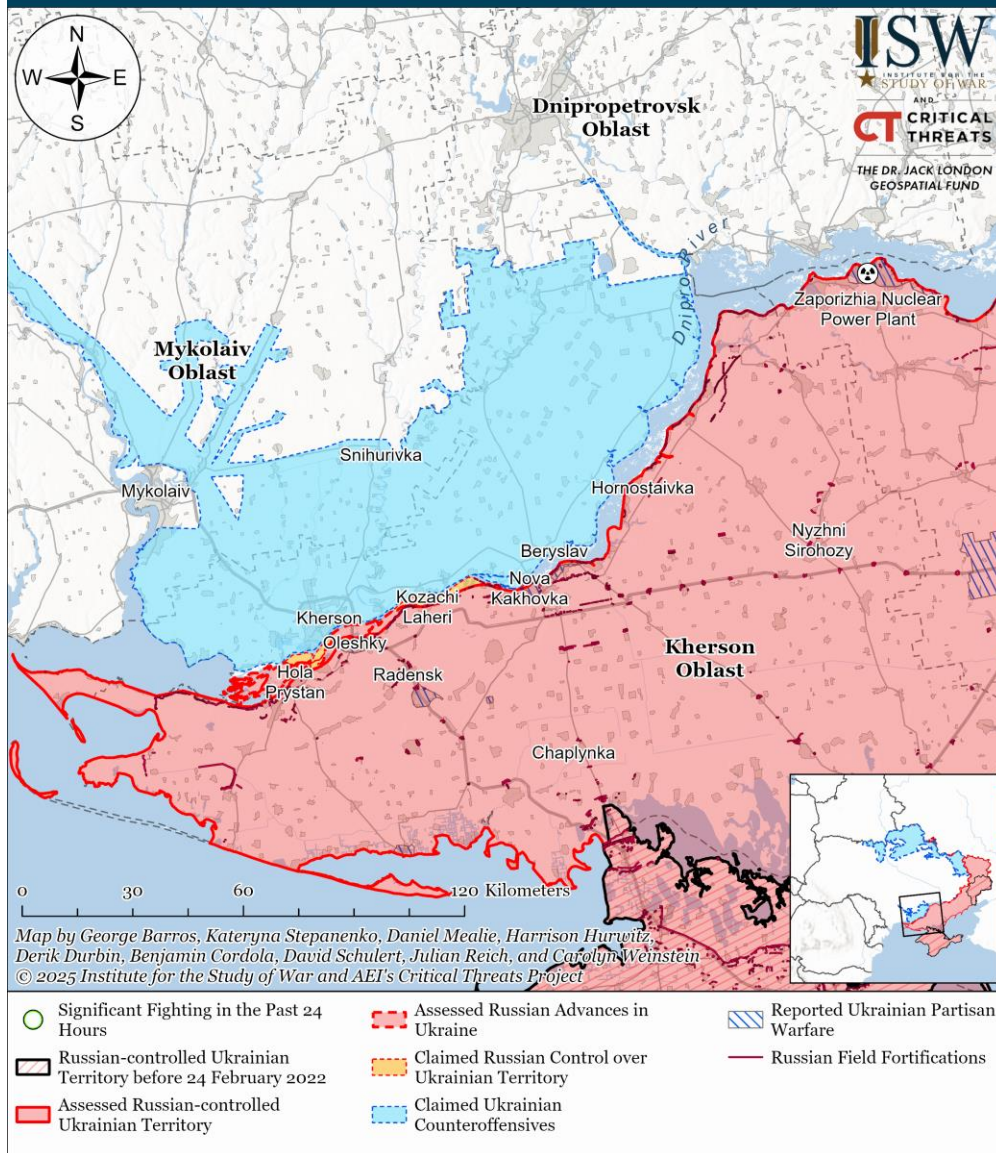 N
W
E
S
ISW
INSTITUTE FOR THE
STUDY OF WAR
AND
CT CRITICAL
THREATS
THE DR. JACK LONDON
GEOSPATIAL FUND
Dnipropetrovsk
Oblast
Dnipro River
Zaporizhia Nuclear
Power Plant
Mykolaiv
Oblast
Snihurivka
Mykolaiv
Hornostaivka
Nyzhni
Sirohozy
Beryslav
Nova
Kakhovka
Kozachi
Laheri
Kherson
Oleshky
Hola
Prystan
Radensk
Kherson
Oblast
Chaplynka
0 30 60 120 Kilometers
Map by George Barros, Kateryna Stepanenko, Daniel Mealie, Harrison Hurwitz,
Derik Durbin, Benjamin Cordola, David Schulert, Julian Reich, and Carolyn Weinstein
© 2025 Institute for the Study of War and AEI's Critical Threats Project
Significant Fighting in the Past 24
Hours
Russian-controlled Ukrainian
Territory before 24 February 2022
Assessed Russian-controlled
Ukrainian Territory
Assessed Russian Advances in
Ukraine
Claimed Russian Control over
Ukrainian Territory
Claimed Ukrainian
Counteroffensives
Reported Ukrainian Partisan
Warfare
Russian Field Fortifications